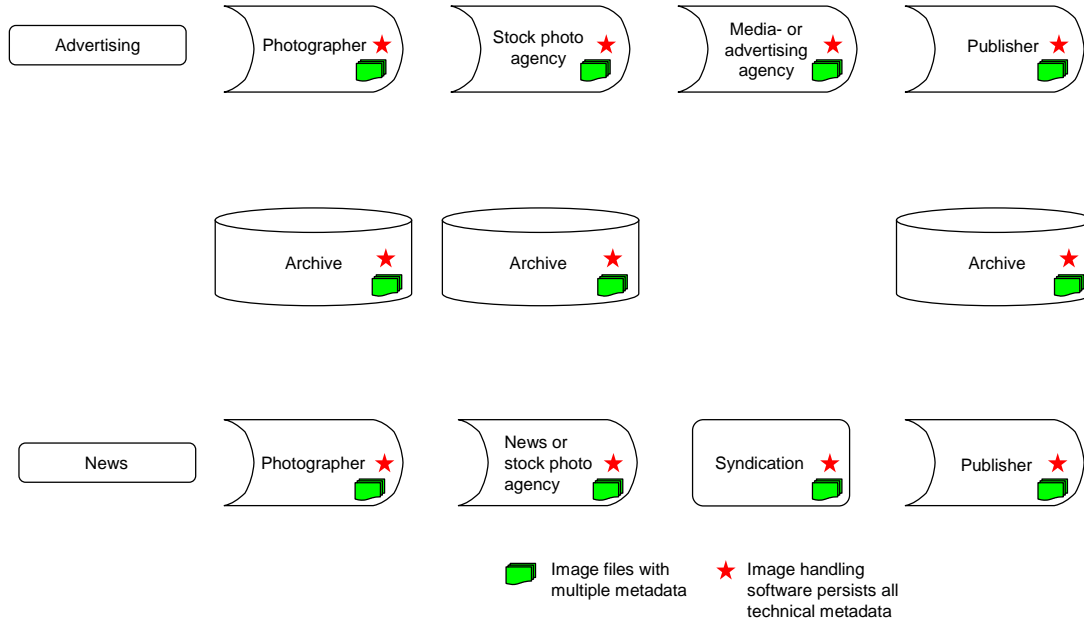 Advertising
Photographer
Stock photo
agency
Media- or
advertising
agency
Publisher
Archive
Archive
Archive
News
Photographer
News or
stock photo
agency
Syndication
Publisher
Image files with
multiple metadata
Image handling
software persists all
technical metadata